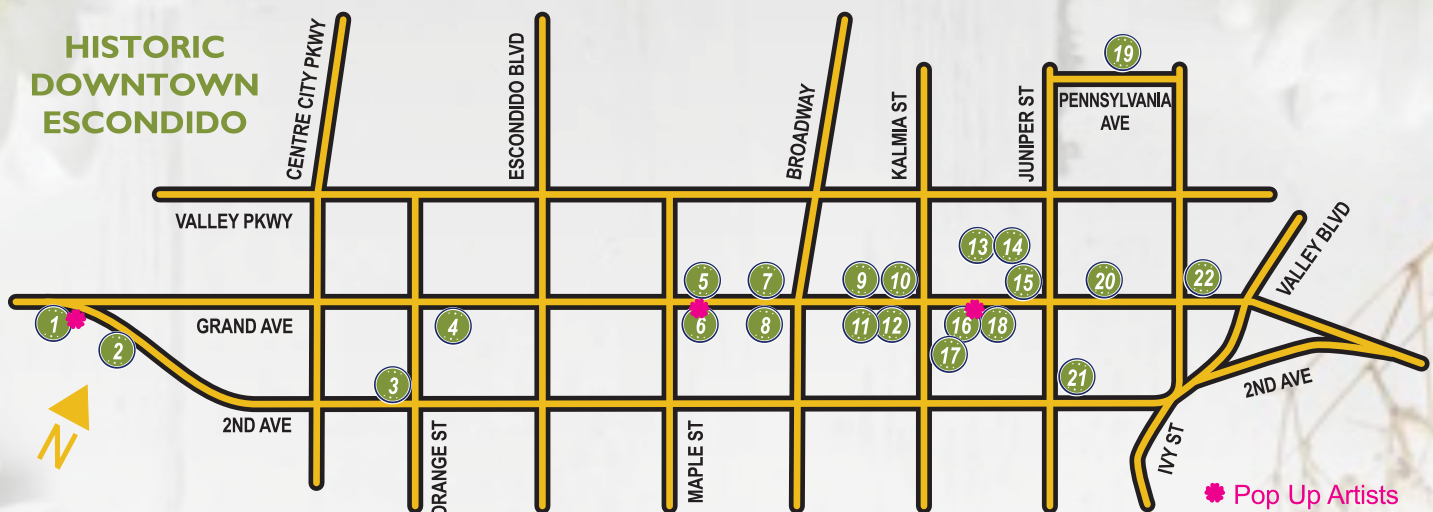 HISTORIC
DOWNTOWN
ESCONDIDO
CENTRE CITY PKWY
ESCONDIDO BLVD
BROADWAY
KALMIA ST
JUNIPER ST
19
PENNSYLVANIA
AVE
VALLEY PKWY
VALLEY BLVD
13
14
5
7
9
10
15
20
22
1
GRAND AVE
4
6
8
11
12
16
18
2
17
3
21
2ND AVE
2ND AVE
N
ORANGE ST
MAPLE ST
IVY ST
Pop Up Artists